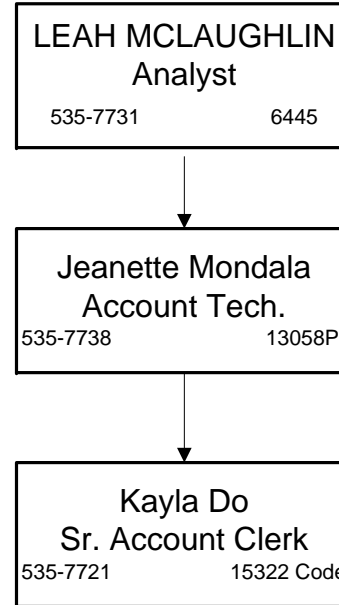 LEAH MCLAUGHLIN
Analyst
535-7731 6445
Jeanette Mondala
Account Tech.
535-7738 13058P
Kayla Do
Sr. Account Clerk
535-7721 15322 Code